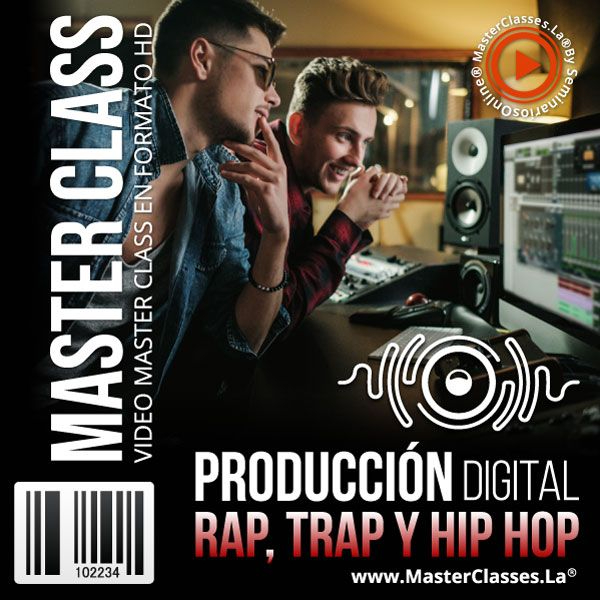 MASTER CLASS
VIDEO MASTER CLASS EN FORMATO HD
MasterClasses.La® By SeminariosOnline®
PRODUCCIÓN DIGITAL
RAP, TRAP Y HIP HOP
102234
www.MasterClasses.La®